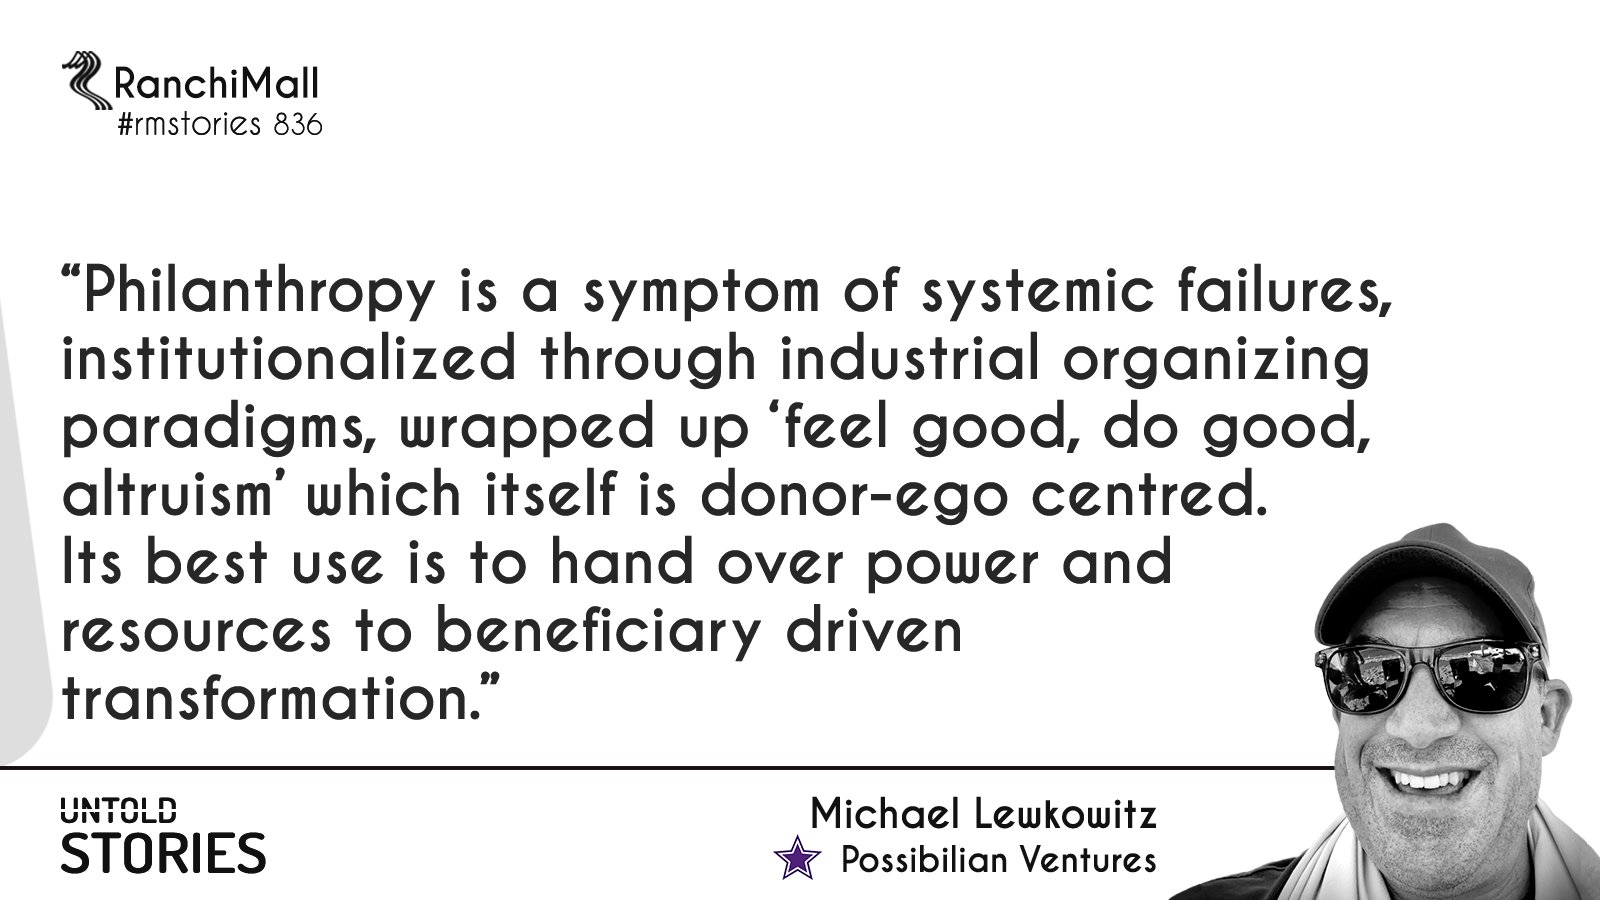 RanchiMall
#rmstories 836
“Philanthropy is a symptom of systemic failures,
institutionalized through industrial organizing
paradigms, wrapped up ‘feel good, do good,
altruism’ which itself is donor-ego centred.
Its best use is to hand over power and
resources to beneficiary driven
transformation.”
UNTOLD
STORIES
Michael Lewkowitz
Possibilian Ventures